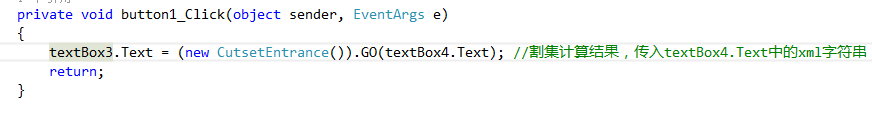 private void button1_Click(object sender, EventArgs e)
{
textBox3.Text = (new CutsetEntrance()).GO(textBox4.Text); //割集计算结果，传入textBox4.Text中的xml字符串
return;
}